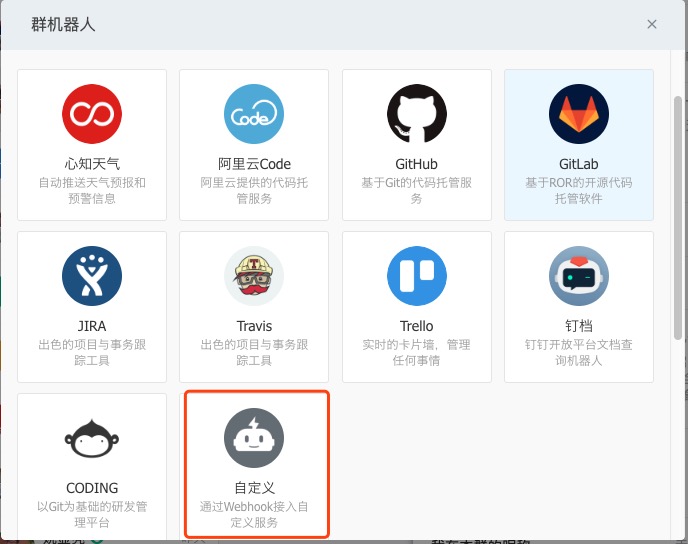 群机器人
心知天气
自动推送天气预报和
预警信息
Code
阿里云Code
阿里云提供的代码托
管服务
GitHub
基于Git的代码托管服
务
GitLab
基于ROR的开源代码
托管软件
JIRA
出色的项目与事务跟
踪工具
T
Travis
出色的项目与事务跟
踪工具
Trello
实时的卡片墙，管理
任何事情
钉档
钉钉开放平台文档查
询机器人
CODING
以Git为基础的研发管
理平台
自定义
通过Webhook接入自
定义服务